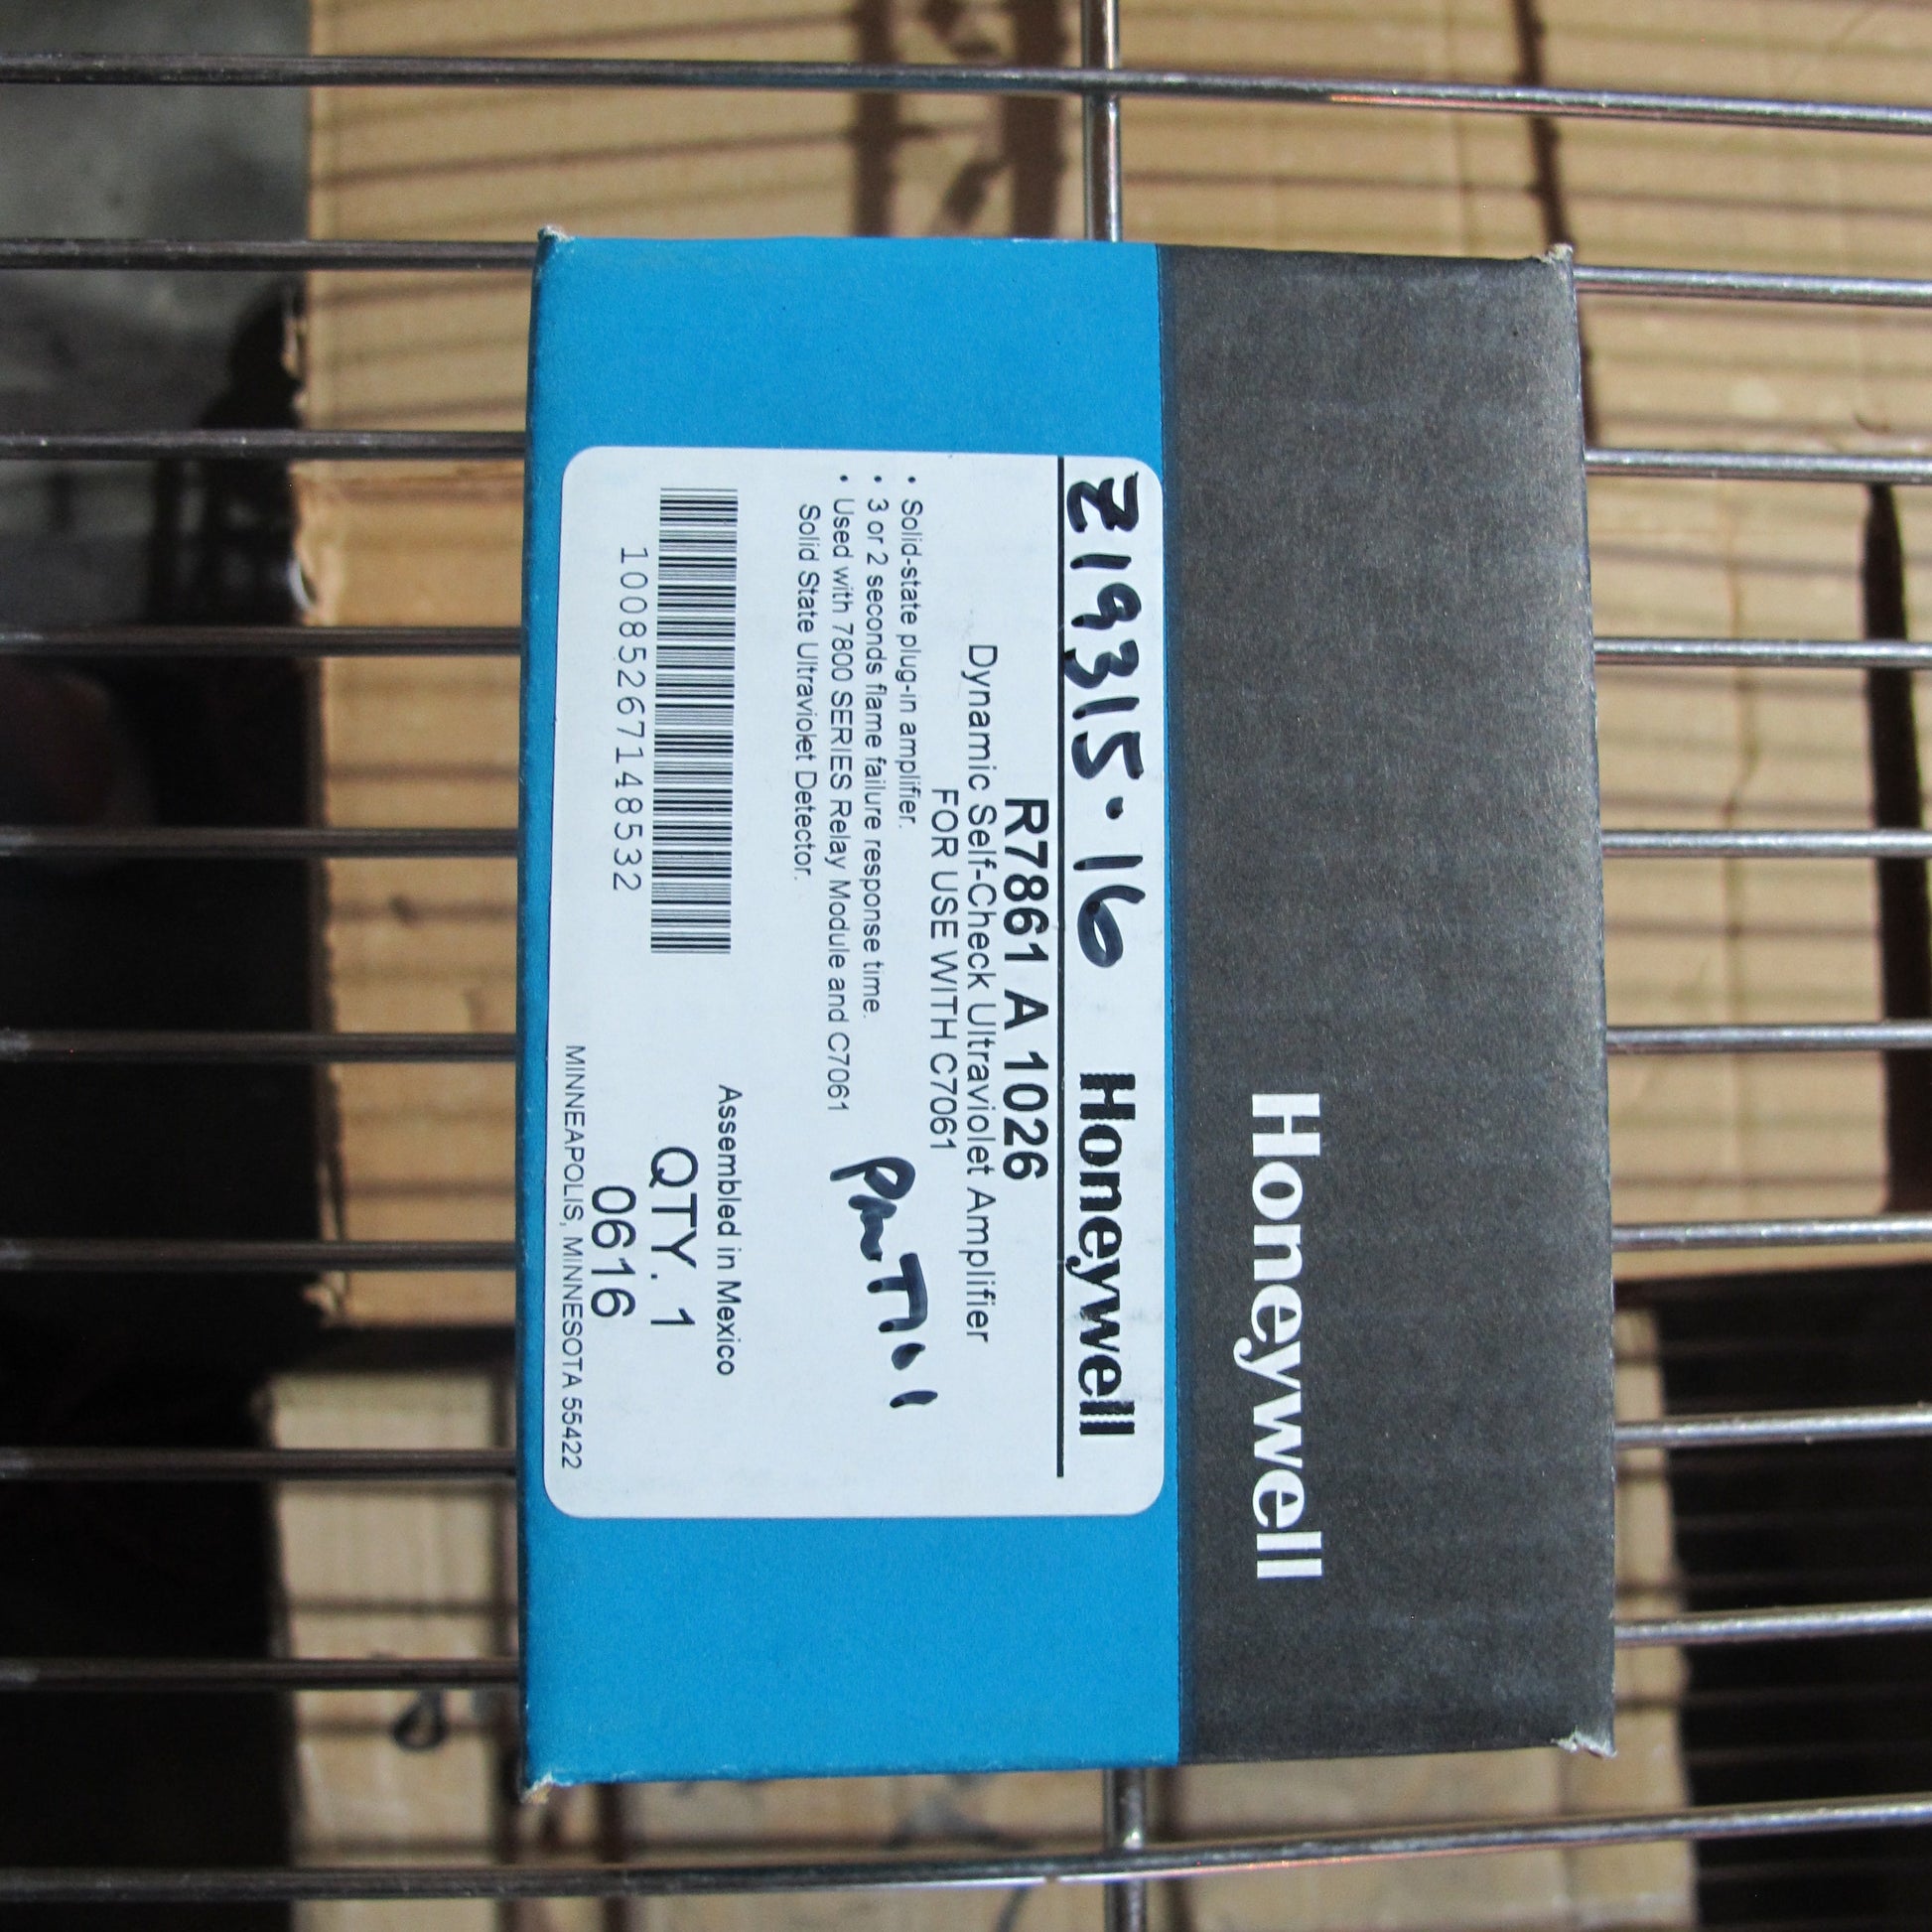 Honeywell
Z19315.16 Honeywell
R7861 A 1026
Dynamic Self-Check Ultraviolet Amplifier
FOR USE WITH C7061
• Solid-state plug-in amplifier.
• 3 or 2 seconds flame failure response time.
• Used with 7800 SERIES Relay Module and C7061
Solid State Ultraviolet Detector.
Assembled in Mexico
10085267148532
QTY. 1
0616
MINNEAPOLIS, MINNESOTA 55422